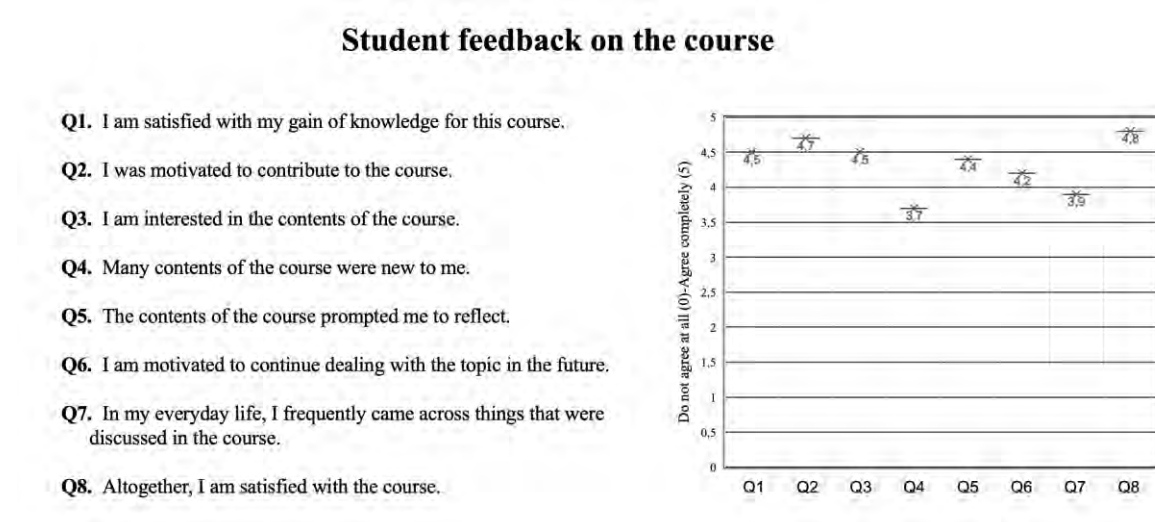 Student feedback on the course
Q1. I am satisfied with my gain of knowledge for this course.
Q2. I was motivated to contribute to the course.
Q3. I am interested in the contents of the course.
Q4. Many contents of the course were new to me.
Q5. The contents of the course prompted me to reflect.
Q6. I am motivated to continue dealing with the topic in the future.
Q7. In my everyday life, I frequently came across things that were
discussed in the course.
Q8. Altogether, I am satisfied with the course.
Do not agree at all (0)-Agree completely (5)
5
4,5
4
3,5
3
2,5
2
1,5
1
0,5
0
4,5
4,7
4,5
3,7
4,4
4,2
3,9
4,8
Q1 Q2 Q3 Q4 Q5 Q6 Q7 Q8